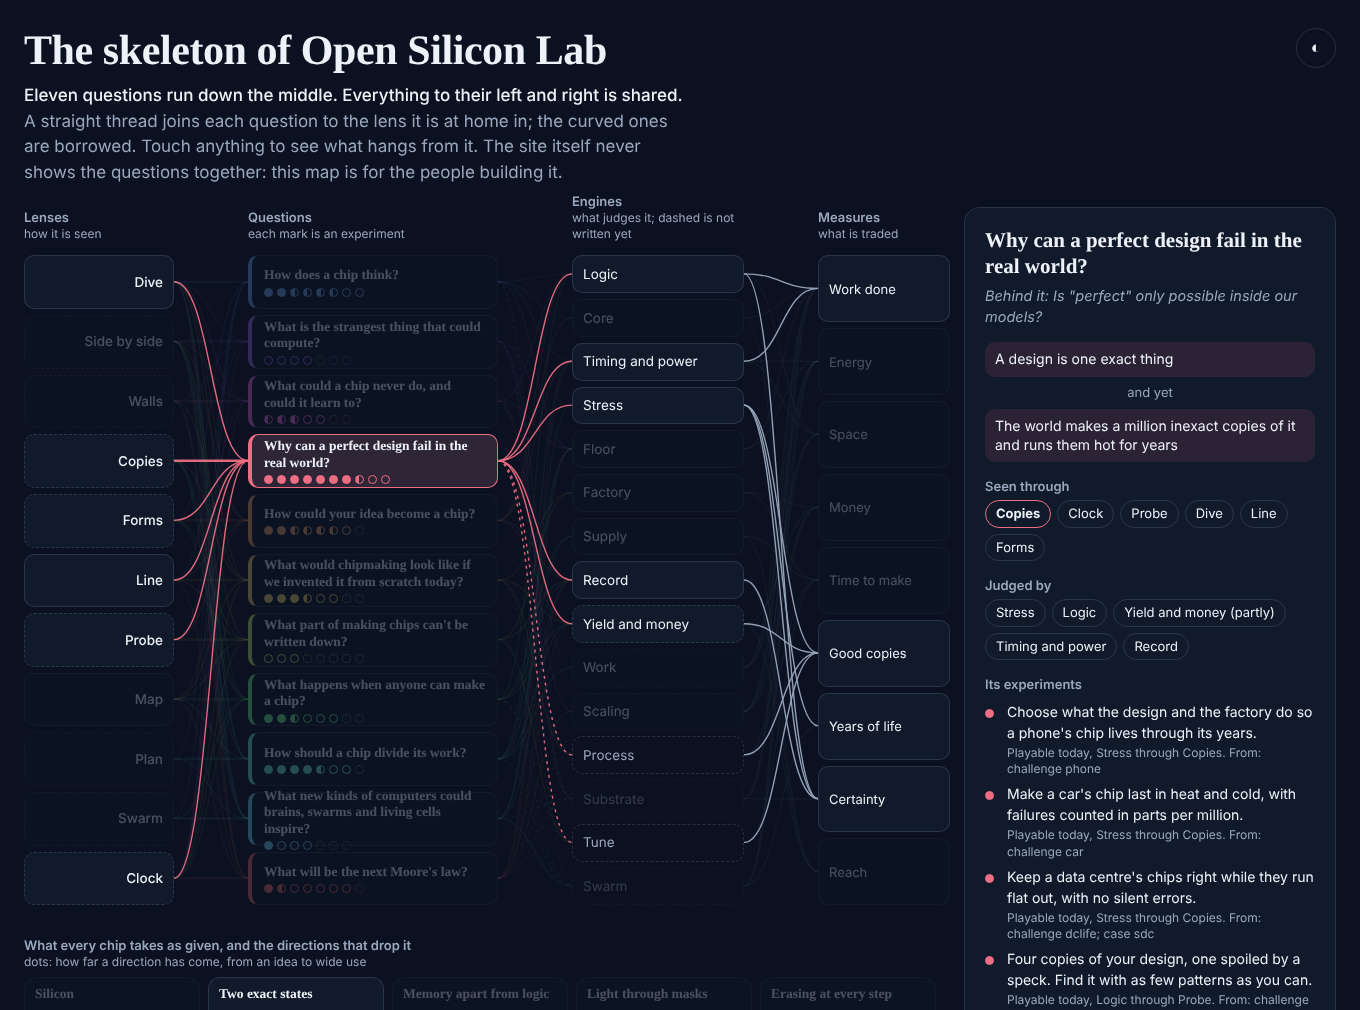 The skeleton of Open Silicon Lab
Eleven questions run down the middle. Everything to their left and right is shared.
A straight thread joins each question to the lens it is at home in; the curved ones
are borrowed. Touch anything to see what hangs from it. The site itself never
shows the questions together: this map is for the people building it.
Lenses
how it is seen
Dive
Side by side
Walls
Copies
Forms
Line
Probe
Map
Plan
Swarm
Clock
Questions
each mark is an experiment
How does a chip think?
What is the strangest thing that could
compute?
What could a chip never do, and
could it learn to?
Why can a perfect design fail in the
real world?
How could your idea become a chip?
What would chipmaking look like if
we invented it from scratch today?
What part of making chips can't be
written down?
What happens when anyone can make
a chip?
How should a chip divide its work?
What new kinds of computers could
brains, swarms and living cells
inspire?
What will be the next Moore's law?
Engines
what judges it; dashed is not
written yet
Logic
Core
Timing and power
Stress
Floor
Factory
Supply
Record
Yield and money
Work
Scaling
Process
Substrate
Tune
Swarm
Measures
what is traded
Work done
Energy
Space
Money
Time to make
Good copies
Years of life
Certainty
Reach
Why can a perfect design fail in the
real world?
Behind it: Is "perfect" only possible inside our
models?
A design is one exact thing
and yet
The world makes a million inexact copies of it
and runs them hot for years
Seen through
Copies
Clock
Probe
Dive
Line
Forms
Judged by
Stress
Logic
Yield and money (partly)
Timing and power
Record
Its experiments
Choose what the design and the factory do so
a phone's chip lives through its years.
Playable today, Stress through Copies. From:
challenge phone
Make a car's chip last in heat and cold, with
failures counted in parts per million.
Playable today, Stress through Copies. From:
challenge car
Keep a data centre's chips right while they run
flat out, with no silent errors.
Playable today, Stress through Copies. From:
challenge dclife; case sdc
Four copies of your design, one spoiled by a
speck. Find it with as few patterns as you can.
Playable today, Logic through Probe. From: challenge
What every chip takes as given, and the directions that drop it
dots: how far a direction has come, from an idea to wide use
Silicon
Two exact states
Memory apart from logic
Light through masks
Erasing at every step